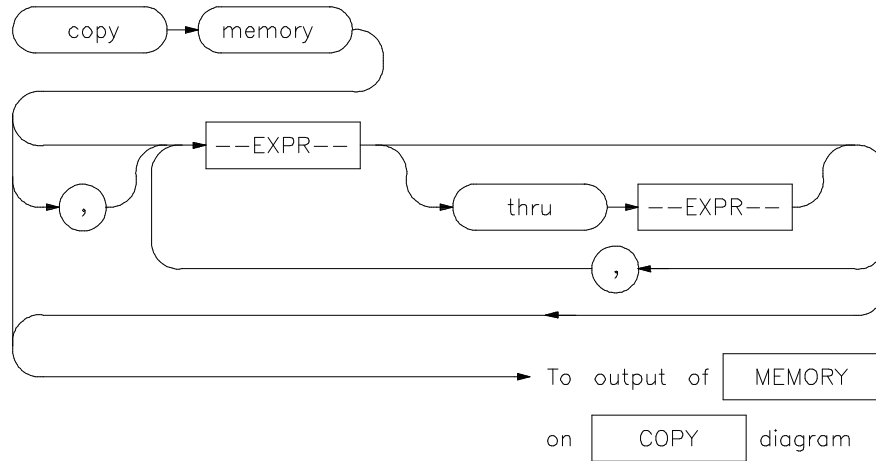 copy memory
--EXPR--
, thru --EXPR--
,
To output of MEMORY
on COPY diagram